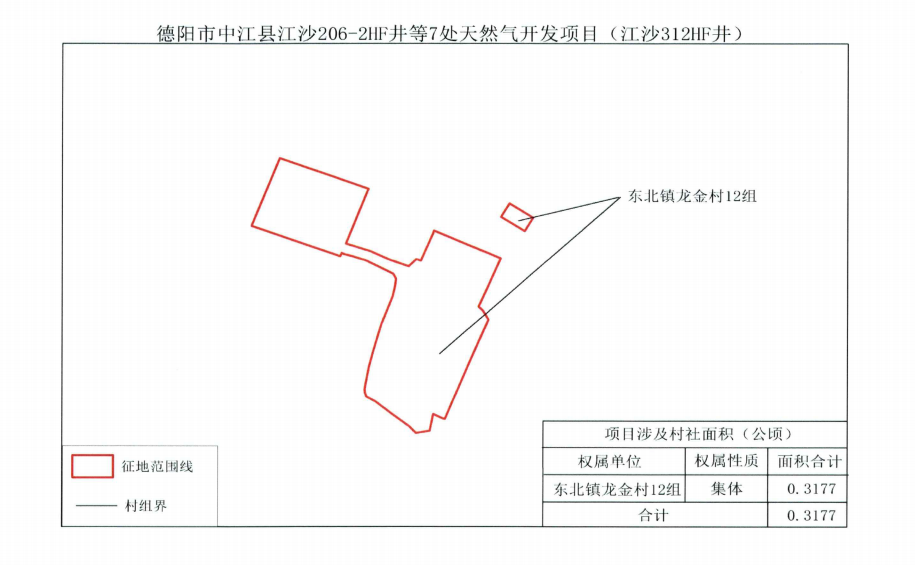 德阳市中江县江沙206-2HF井等7处天然气开发项目（江沙312HF井）
东北镇龙金村12组
项目涉及村社面积（公顷）
权属单位 权属性质 面积合计
东北镇龙金村12组 集体 0.3177
合计 0.3177
征地范围线
村组界